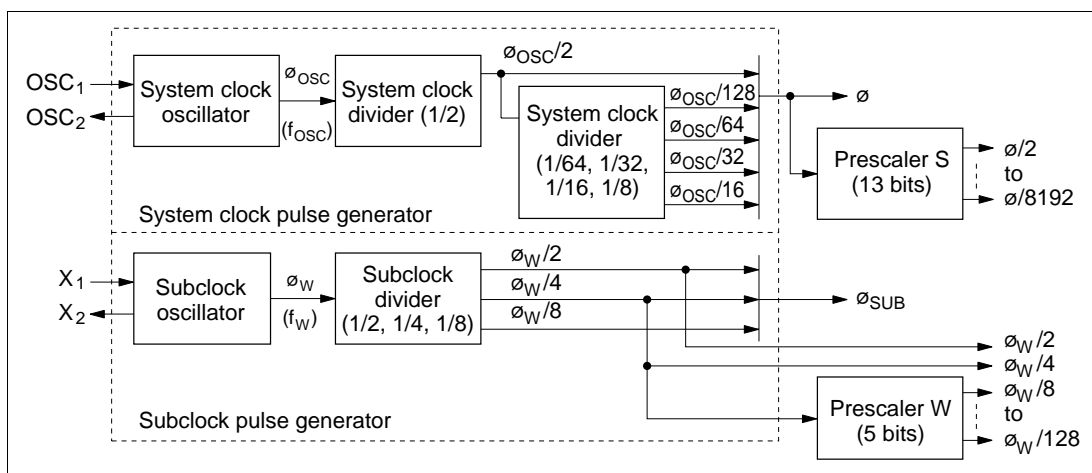 OSC1
OSC2
System clock
oscillator
øOSC
(fOSC)
System clock
divider (1/2)
øOSC/2
System clock
divider
(1/64, 1/32,
1/16, 1/8)
øOSC/128
øOSC/64
øOSC/32
øOSC/16
ø
Prescaler S
(13 bits)
ø/2
to
ø/8192
System clock pulse generator
X1
X2
Subclock
oscillator
øW
(fW)
Subclock
divider
(1/2, 1/4, 1/8)
øW/2
øW/4
øW/8
øSUB
øW/2
øW/4
Prescaler W
(5 bits)
øW/8
to
øW/128
Subclock pulse generator